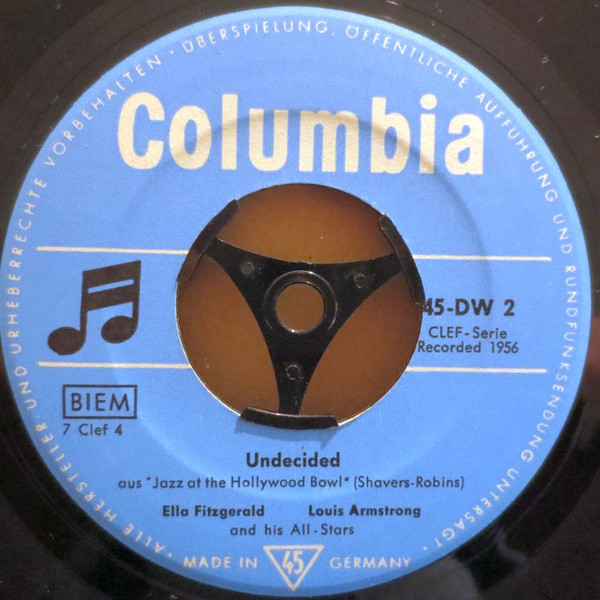 · ALLE HERSTELLER- UND URHEBERRECHTE VORBEHALTEN · ÜBERSPIELUNG, ÖFFENTLICHE AUFFÜHRUNG UND RUNDFUNKSENDUNG UNTERSAGT ·
Columbia
45-DW 2
CLEF-Serie
Recorded 1956
BIEM
7 Clef 4
Undecided
aus "Jazz at the Hollywood Bowl" (Shavers-Robins)
Ella Fitzgerald Louis Armstrong
and his All-Stars
MADE IN 45 GERMANY